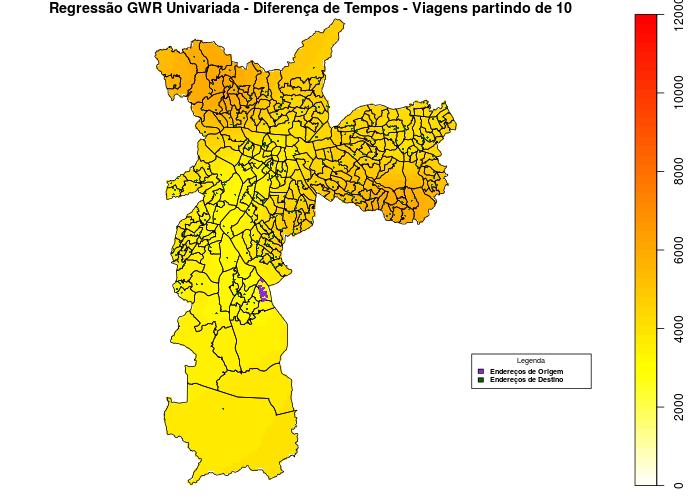 Regressão GWR Univariada - Diferença de Tempos - Viagens partindo de 10
12000
10000
8000
6000
4000
2000
0
Legenda
Endereços de Origem
Endereços de Destino